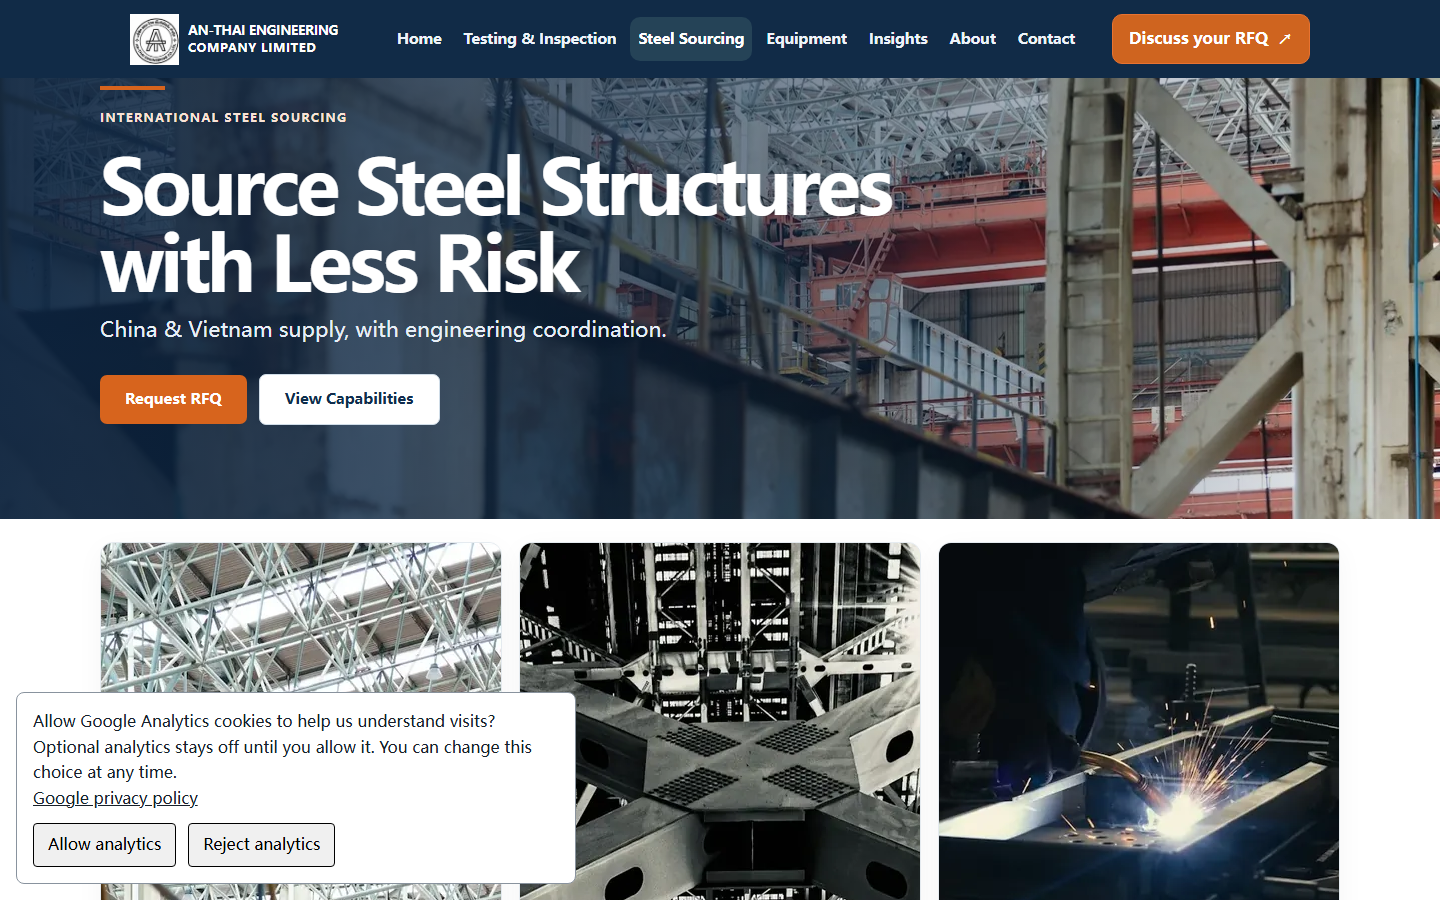 AN-THAI ENGINEERING
COMPANY LIMITED
Home
Testing & Inspection
Steel Sourcing
Equipment
Insights
About
Contact
Discuss your RFQ ↗
INTERNATIONAL STEEL SOURCING
Source Steel Structures
with Less Risk
China & Vietnam supply, with engineering coordination.
Request RFQ
View Capabilities
Allow Google Analytics cookies to help us understand visits?
Optional analytics stays off until you allow it. You can change this
choice at any time.
Google privacy policy
Allow analytics
Reject analytics